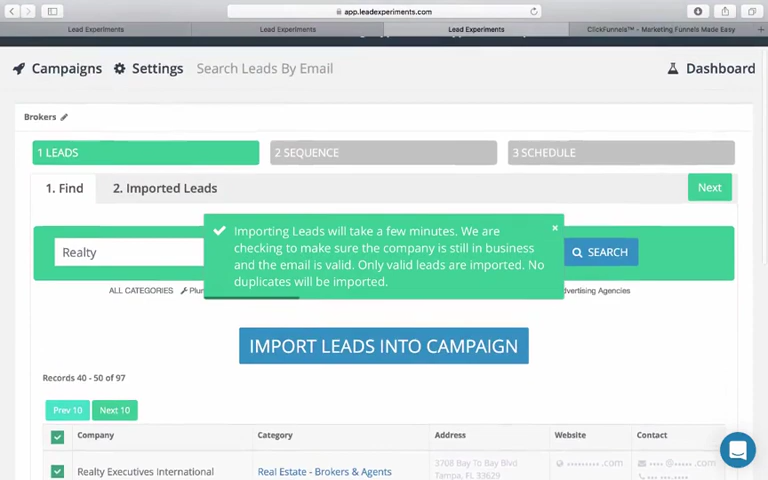 app.leadexperiments.com
Lead Experiments
Lead Experiments
Lead Experiments
ClickFunnels™ - Marketing Funnels Made Easy
Campaigns
Settings
Search Leads By Email
Dashboard
Brokers
1 LEADS
2 SEQUENCE
3 SCHEDULE
1. Find
2. Imported Leads
Next
Realty
Importing Leads will take a few minutes. We are
checking to make sure the company is still in business
and the email is valid. Only valid leads are imported. No
duplicates will be imported.
×
SEARCH
ALL CATEGORIES
dvertising Agencies
IMPORT LEADS INTO CAMPAIGN
Records 40 - 50 of 97
Prev 10
Next 10
Company
Category
Address
Website
Contact
Realty Executives International
Real Estate - Brokers & Agents
3708 Bay To Bay Blvd
Tampa, FL 33629
.com
.com